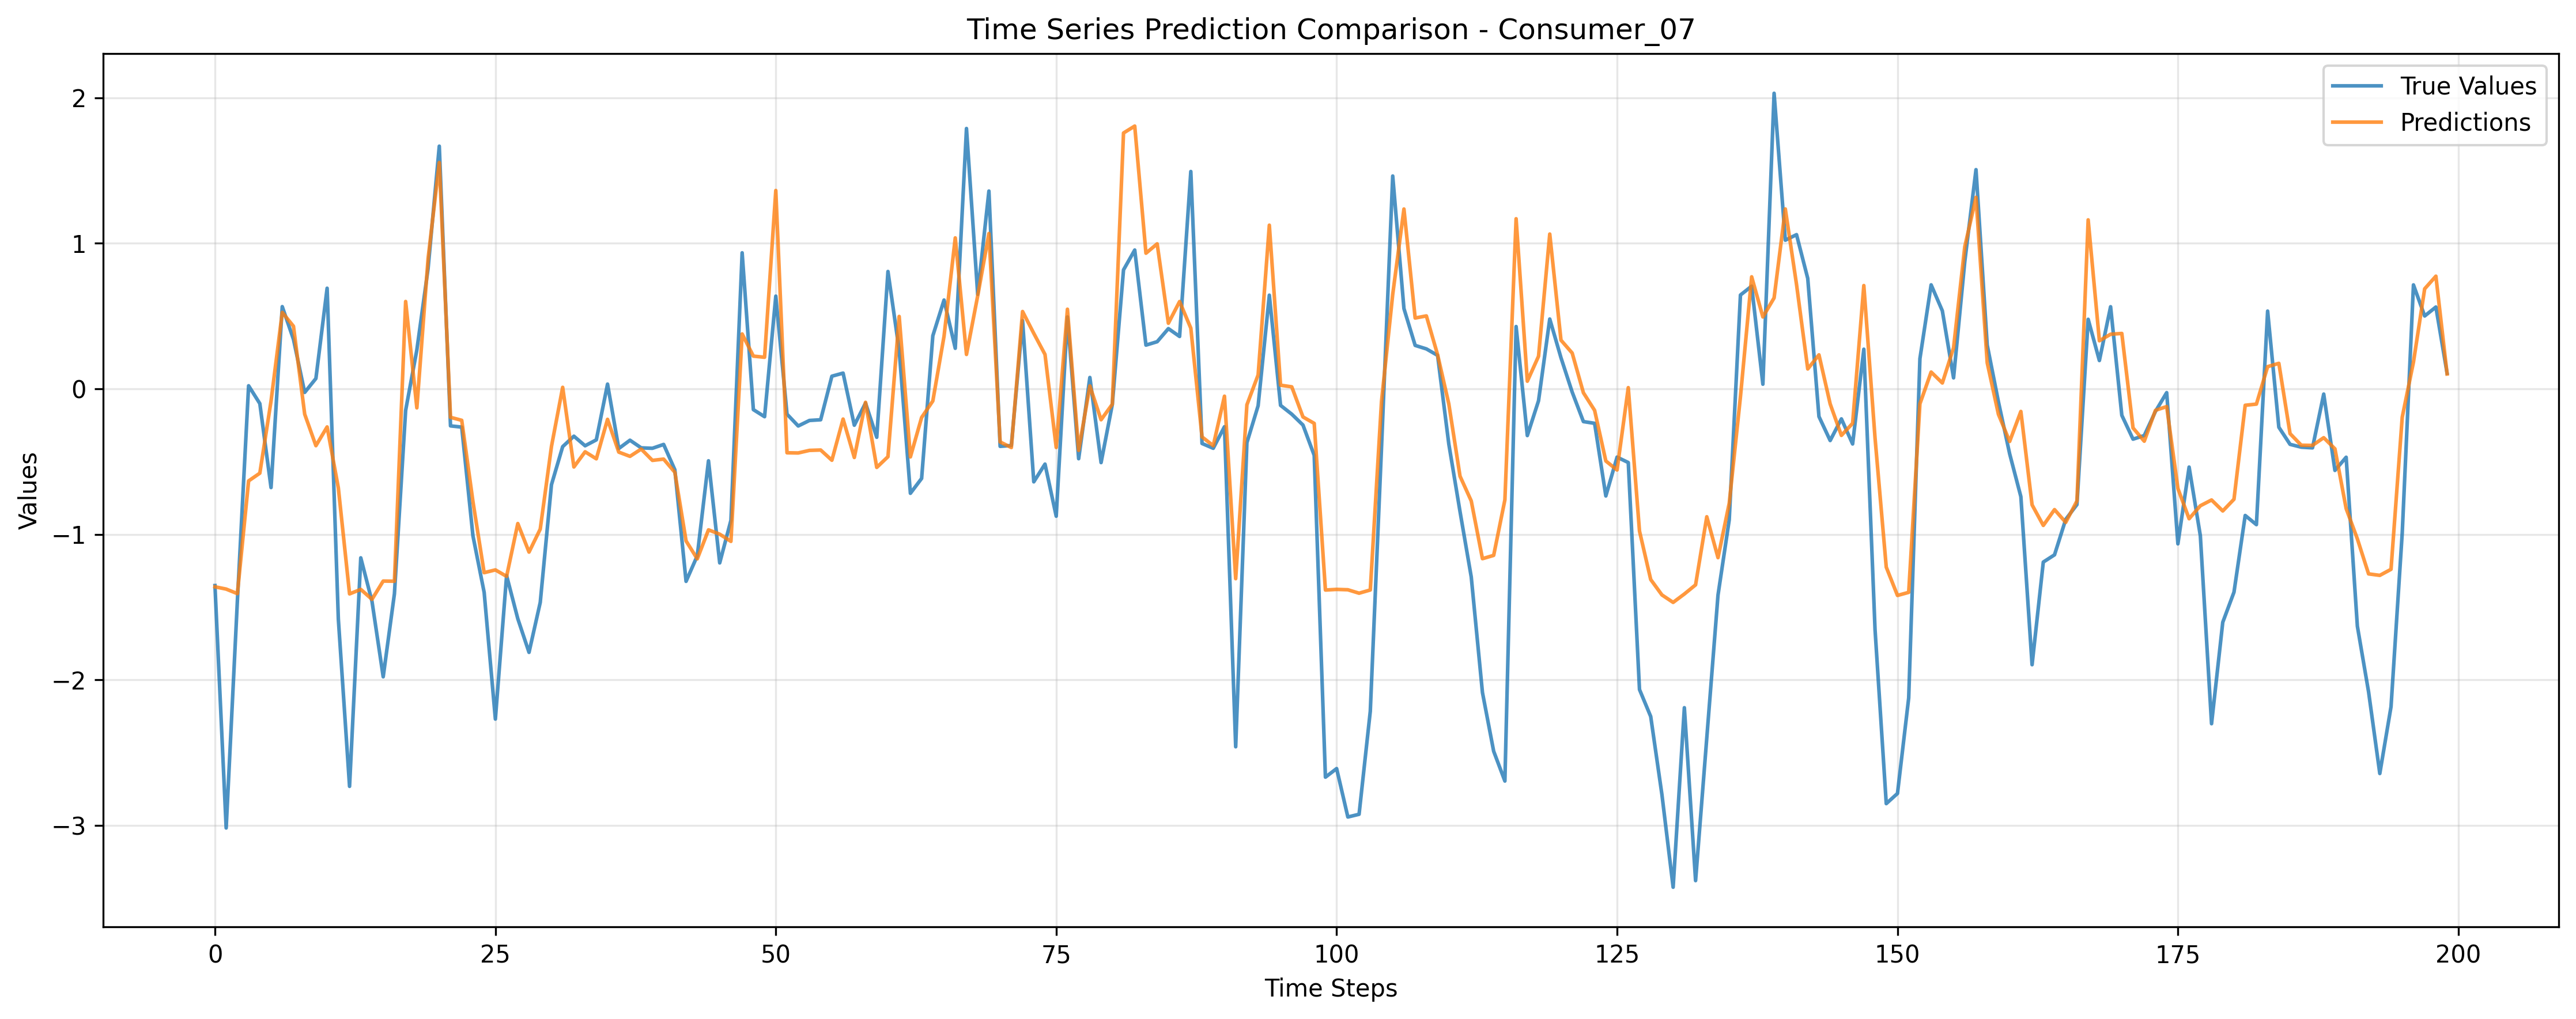 Time Series Prediction Comparison - Consumer_07
True Values
Predictions
Values
2
1
0
−1
−2
−3
0 25 50 75 100 125 150 175 200
Time Steps